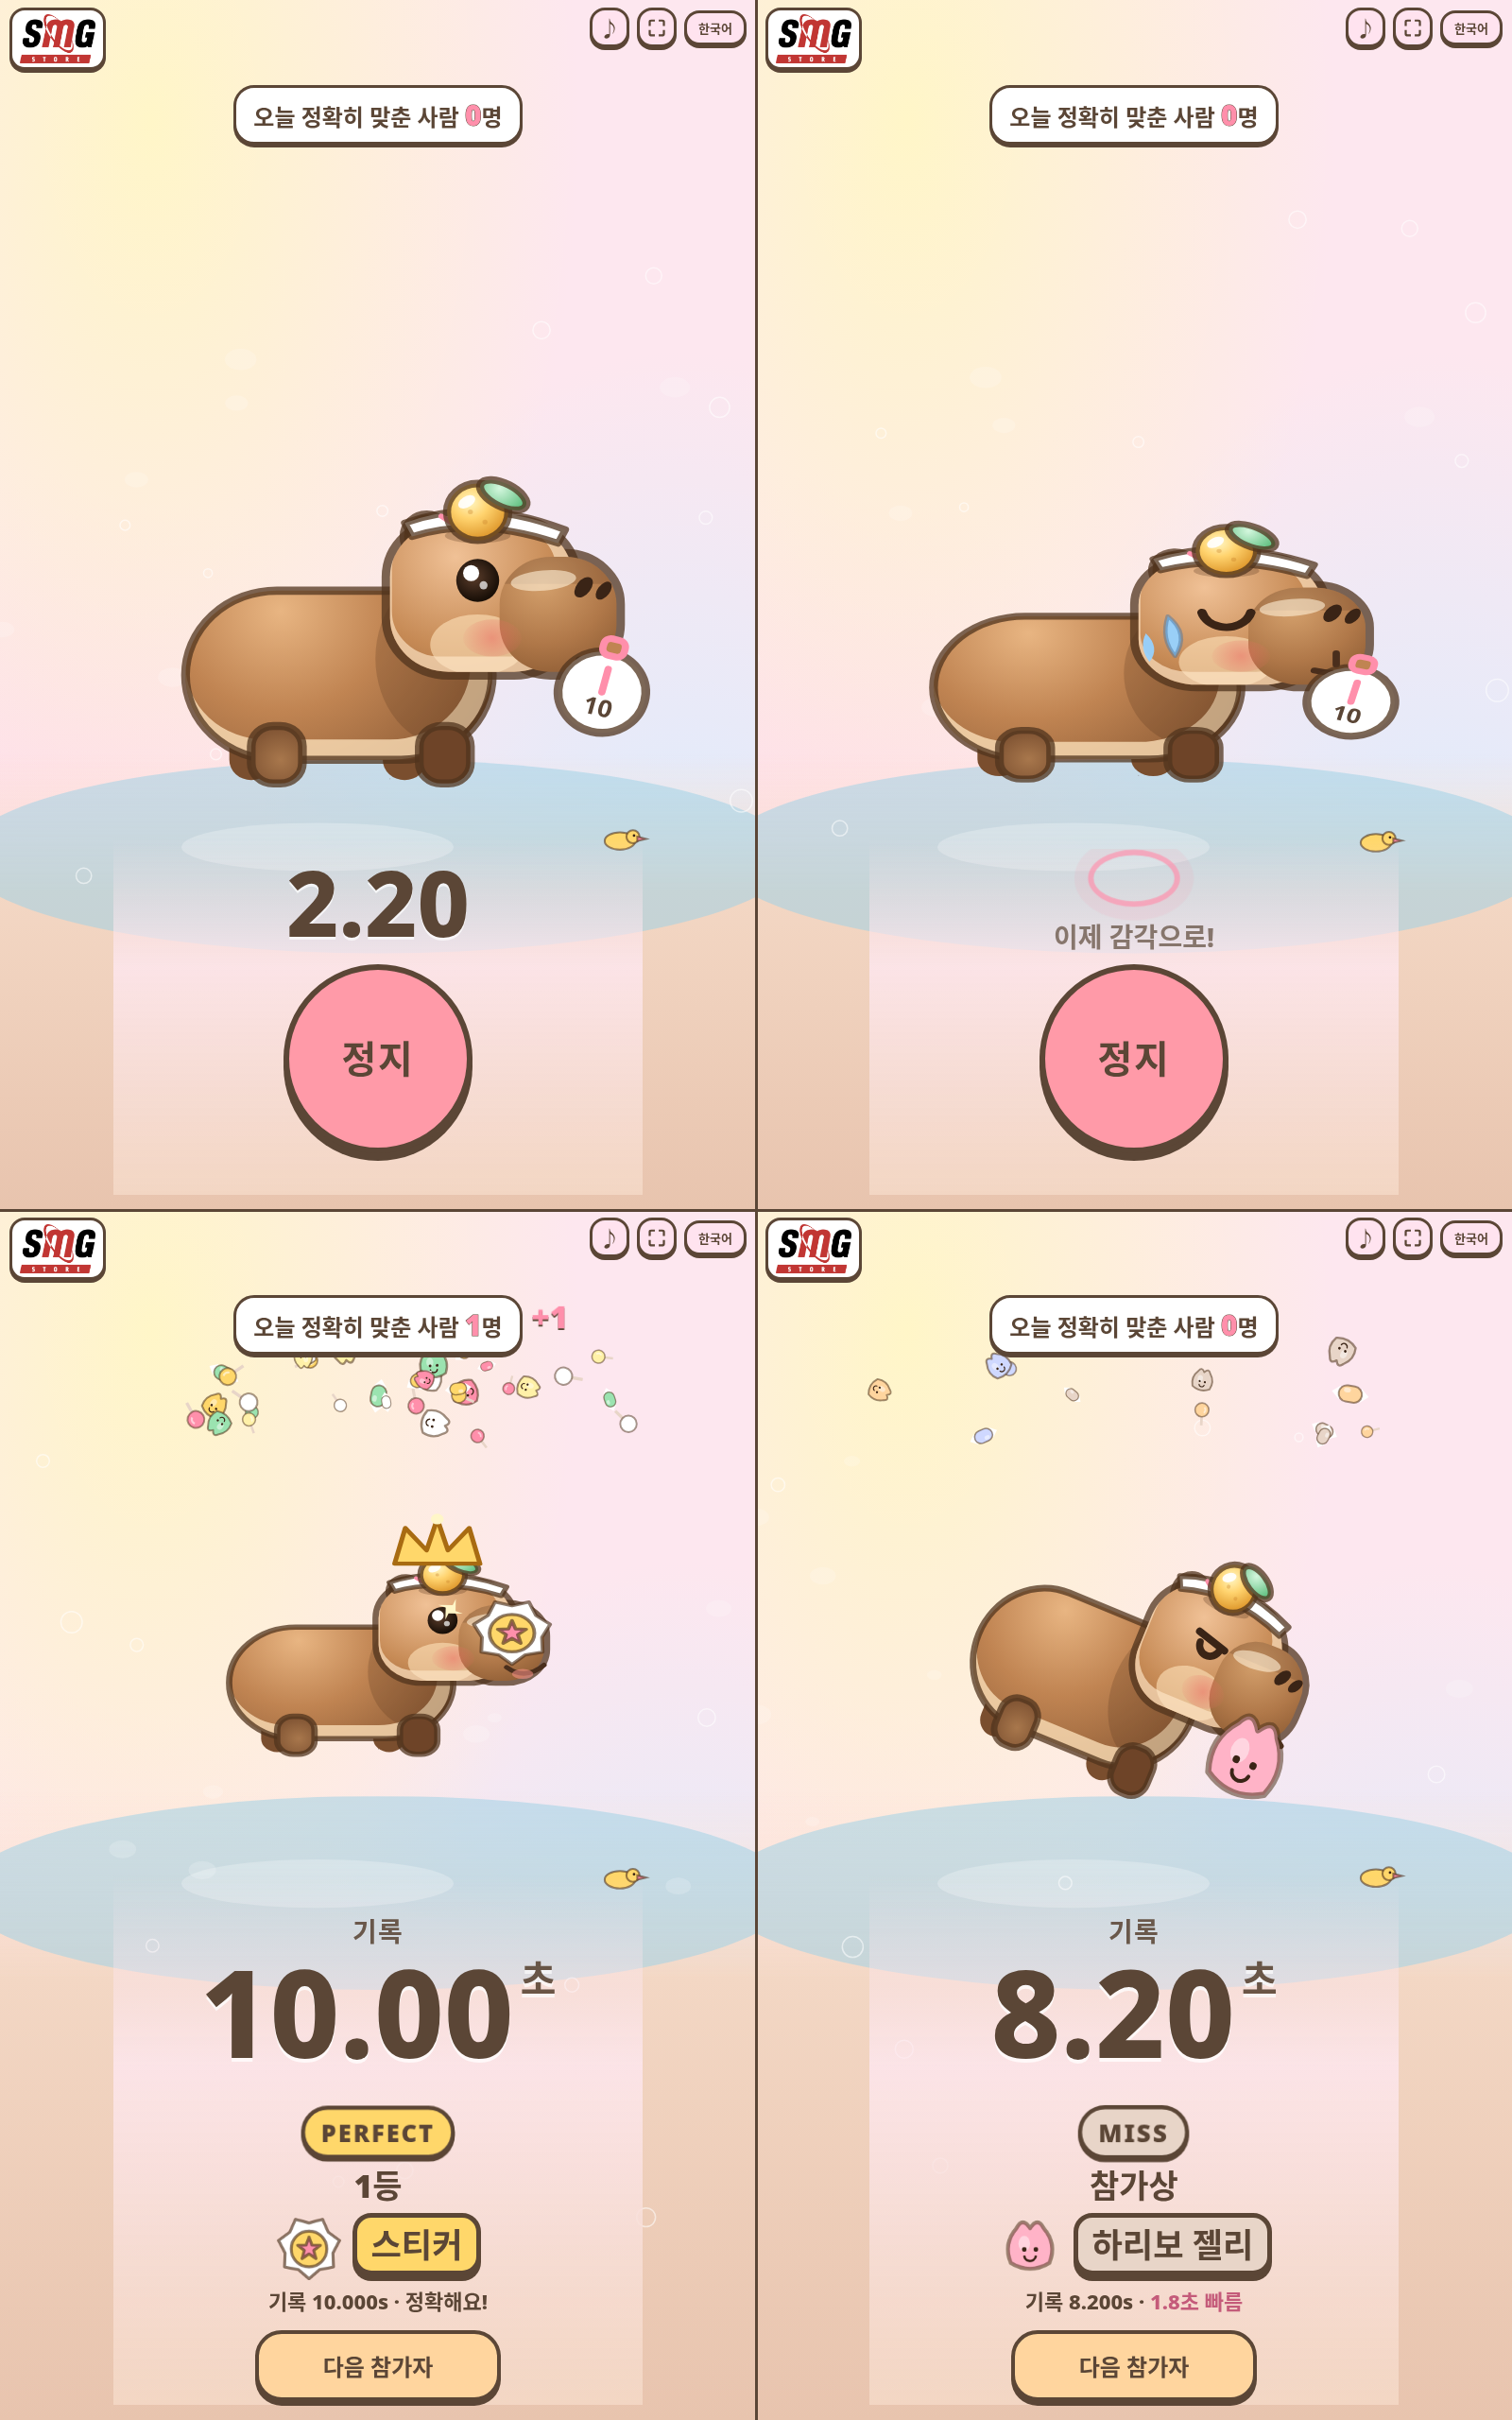 SMG
STORE
♪
한국어
오늘 정확히 맞춘 사람 0명
10
2.20
정지
SMG
STORE
♪
한국어
오늘 정확히 맞춘 사람 0명
10
이제 감각으로!
정지
SMG
STORE
♪
한국어
오늘 정확히 맞춘 사람 1명
+1
기록
10.00초
PERFECT
1등
스티커
기록 10.000s · 정확해요!
다음 참가자
SMG
STORE
♪
한국어
오늘 정확히 맞춘 사람 0명
기록
8.20초
MISS
참가상
하리보 젤리
기록 8.200s · 1.8초 빠름
다음 참가자